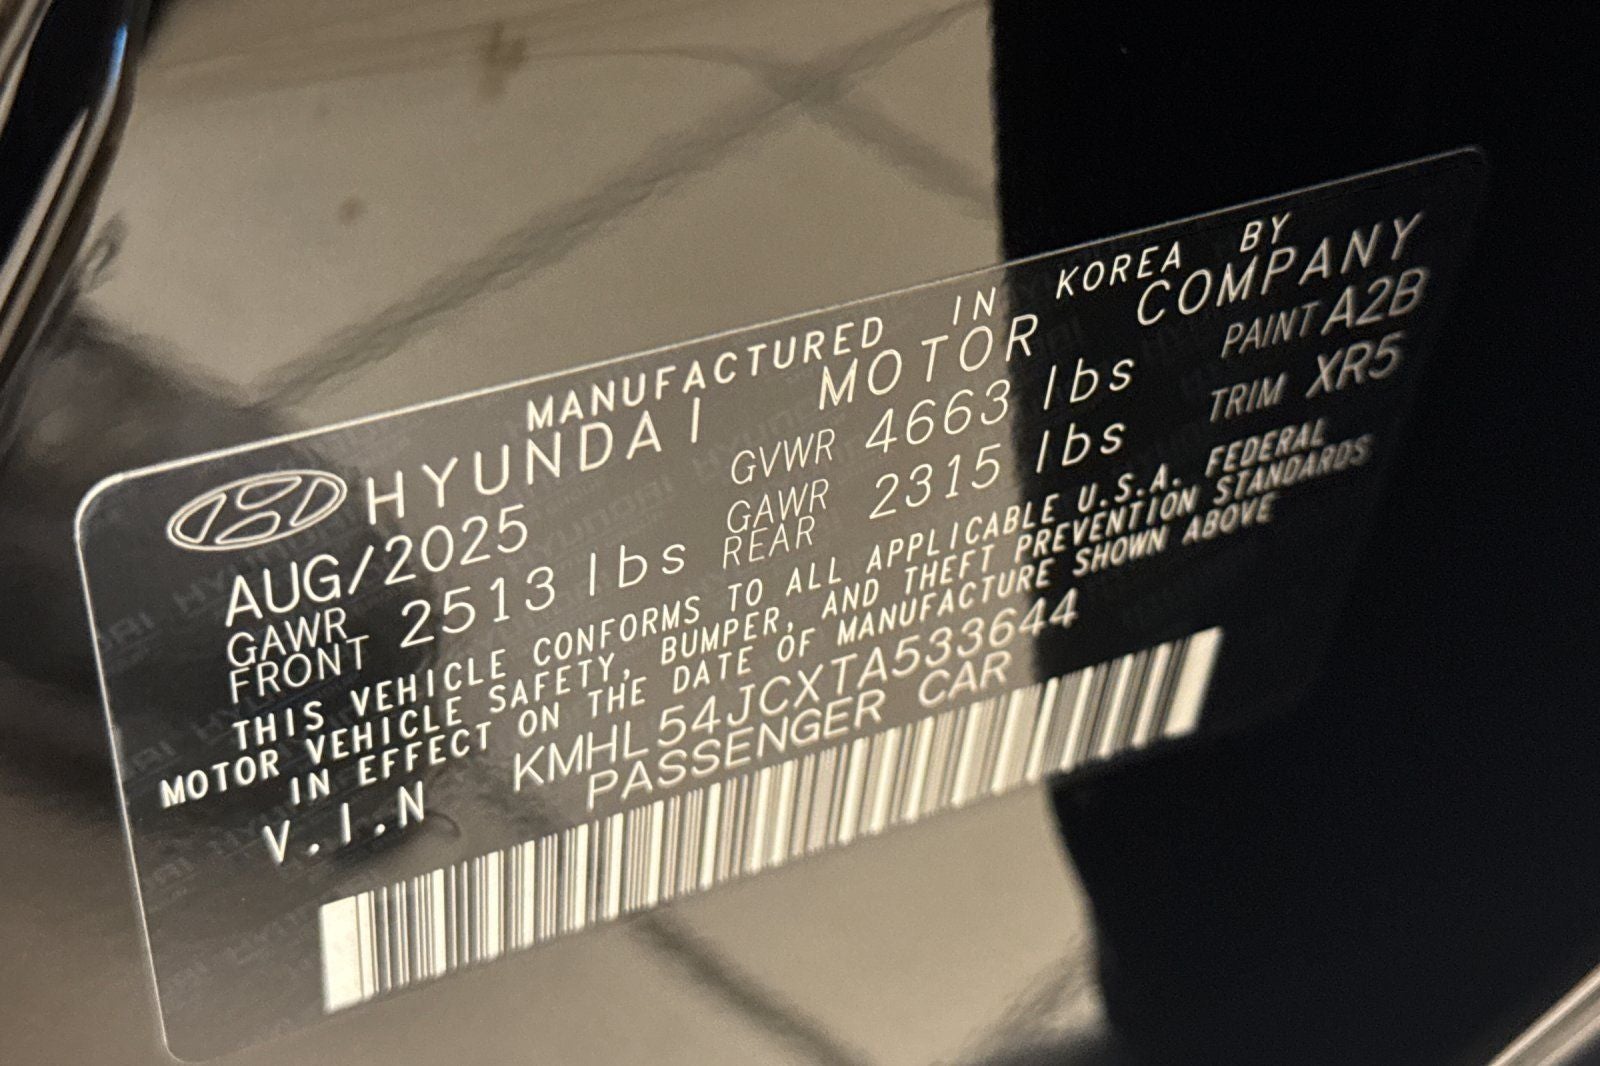 MANUFACTURED IN KOREA BY
HYUNDAI MOTOR COMPANY
AUG/2025 GVWR 4663 lbs PAINT A2B
GAWR FRONT 2513 lbs GAWR REAR 2315 lbs TRIM XR5
THIS VEHICLE CONFORMS TO ALL APPLICABLE U.S.A. FEDERAL
MOTOR VEHICLE SAFETY, BUMPER, AND THEFT PREVENTION STANDARDS
IN EFFECT ON THE DATE OF MANUFACTURE SHOWN ABOVE
V.I.N KMHL54JCXTA533644
PASSENGER CAR